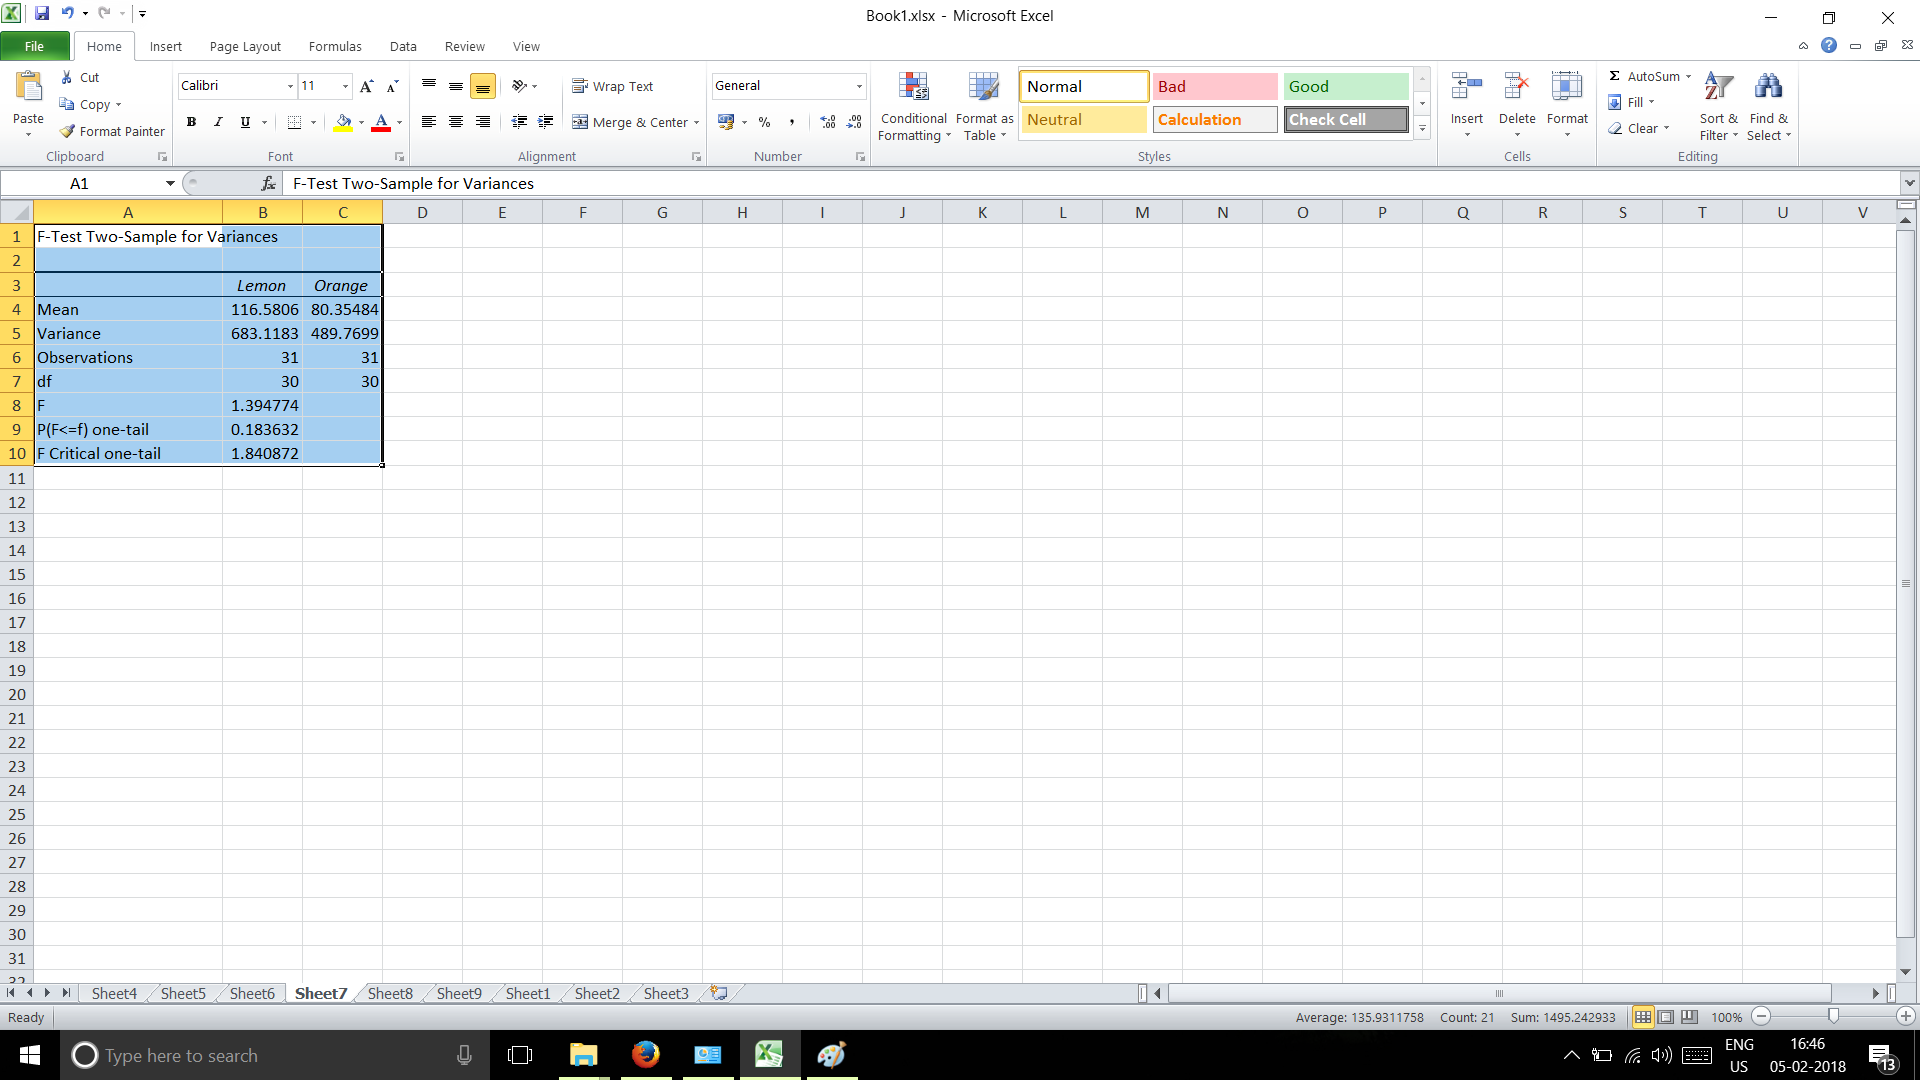 Book1.xlsx - Microsoft Excel
File Home Insert Page Layout Formulas Data Review View
Paste Cut Copy Format Painter Clipboard
Calibri 11 A A B I U A Font
Wrap Text Merge & Center Alignment
General % , .0 .00 .00 .0 Number
Conditional Formatting Format as Table Normal Bad Good
Neutral Calculation Check Cell Styles
Insert Delete Format Cells
Σ AutoSum Fill Clear Sort & Filter Find & Select Editing
A1 fx F-Test Two-Sample for Variances
A B C D E F G H I J K L M N O P Q R S T U V
1 F-Test Two-Sample for Variances
2
3 Lemon Orange
4 Mean 116.5806 80.35484
5 Variance 683.1183 489.7699
6 Observations 31 31
7 df 30 30
8 F 1.394774
9 P(F<=f) one-tail 0.183632
10 F Critical one-tail 1.840872
11
12
13
14
15
16
17
18
19
20
21
22
23
24
25
26
27
28
29
30
31
32
Sheet4 Sheet5 Sheet6 Sheet7 Sheet8 Sheet9 Sheet1 Sheet2 Sheet3
Ready Average: 135.9311758 Count: 21 Sum: 1495.242933 100%
Type here to search ENG US 16:46 05-02-2018 13